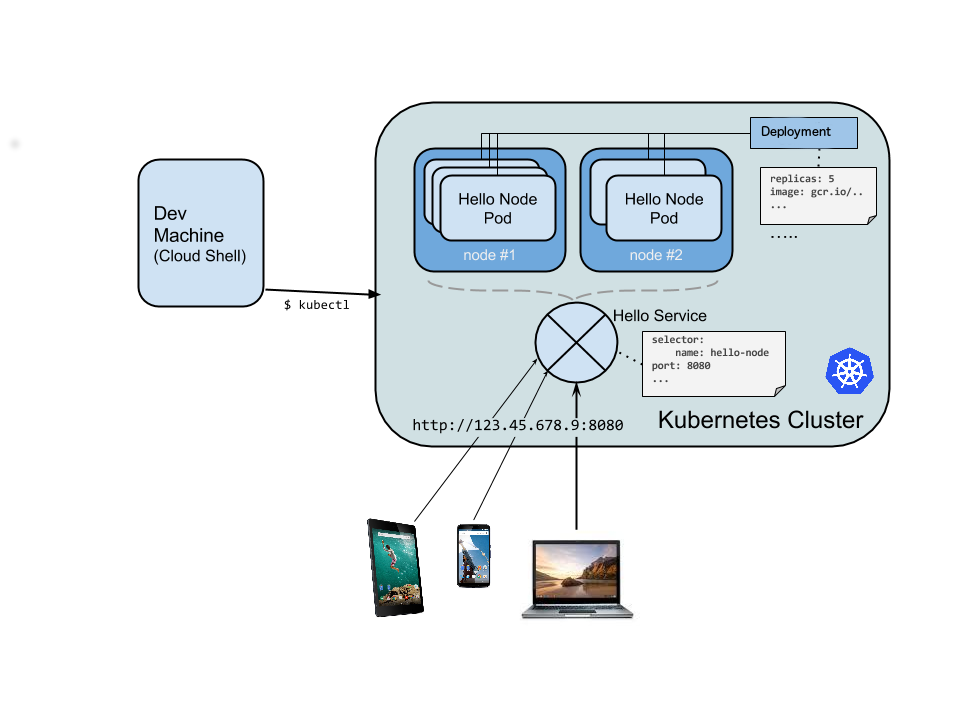 Deployment
replicas: 5
image: gcr.io/..
...
.....
Hello Node
Pod
node #1
Hello Node
Pod
node #2
Dev
Machine
(Cloud Shell)
$ kubectl
Hello Service
selector:
name: hello-node
port: 8080
...
http://123.45.678.9:8080
Kubernetes Cluster